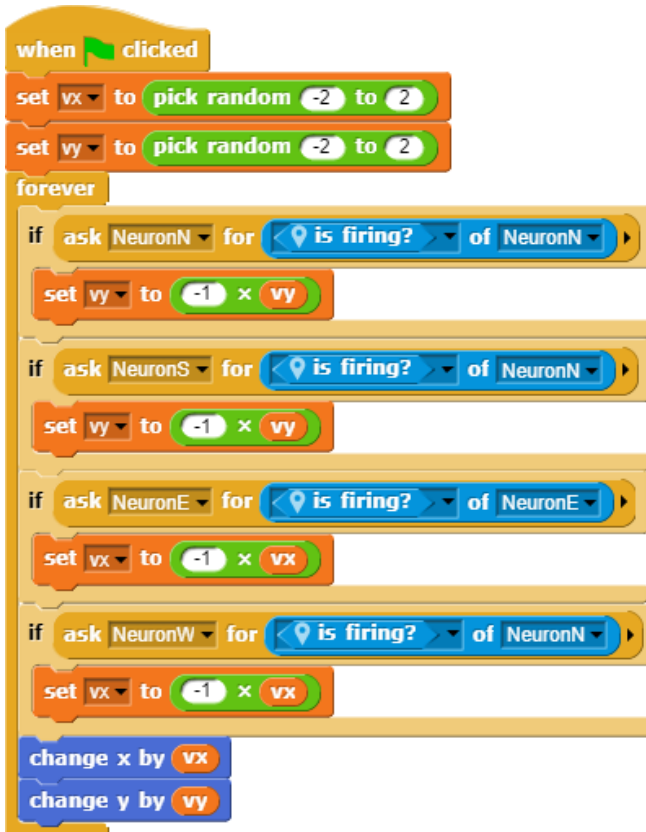 when clicked
set vx to pick random -2 to 2
set vy to pick random -2 to 2
forever
if ask NeuronN for is firing? of NeuronN
set vy to -1 × vy
if ask NeuronS for is firing? of NeuronN
set vy to -1 × vy
if ask NeuronE for is firing? of NeuronE
set vx to -1 × vx
if ask NeuronW for is firing? of NeuronN
set vx to -1 × vx
change x by vx
change y by vy